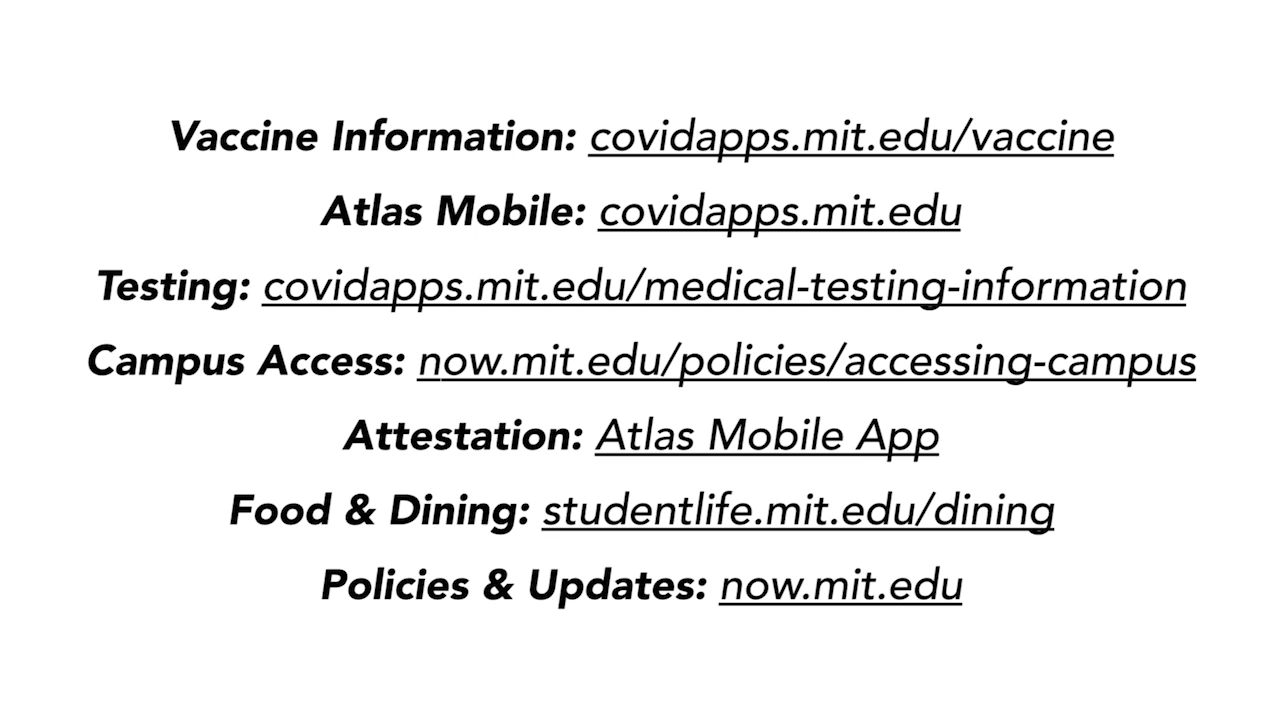 Vaccine Information: covidapps.mit.edu/vaccine
Atlas Mobile: covidapps.mit.edu
Testing: covidapps.mit.edu/medical-testing-information
Campus Access: now.mit.edu/policies/accessing-campus
Attestation: Atlas Mobile App
Food & Dining: studentlife.mit.edu/dining
Policies & Updates: now.mit.edu